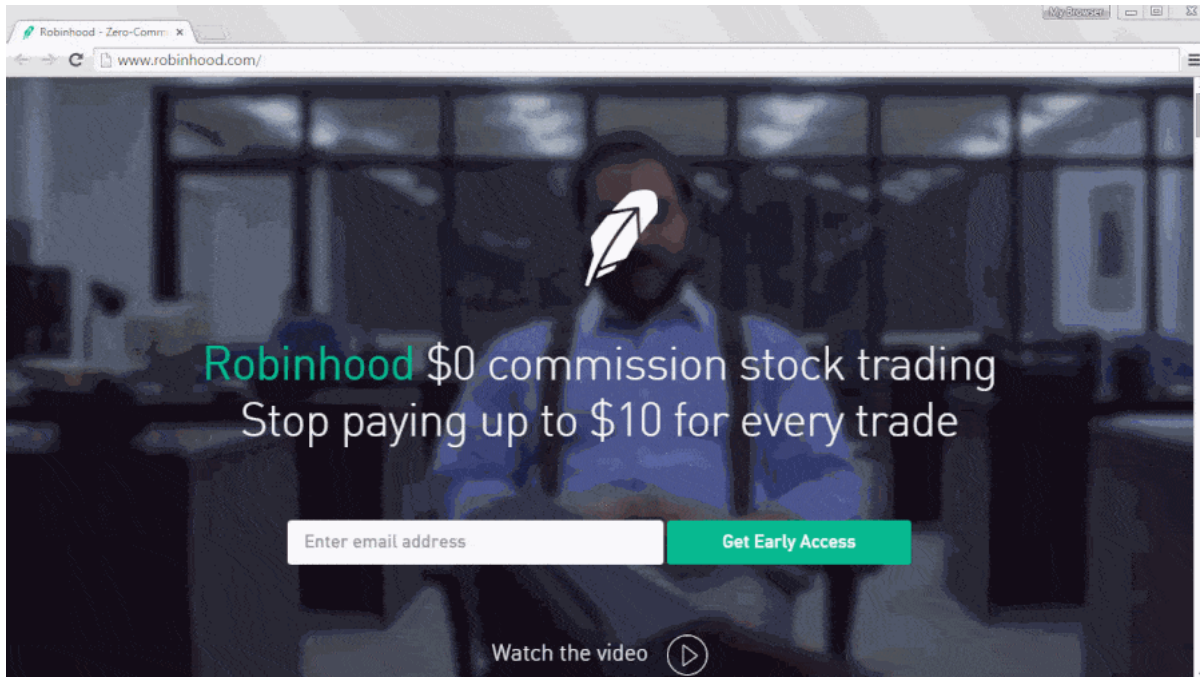 My Browser
Robinhood - Zero-Comm
www.robinhood.com/
Robinhood $0 commission stock trading
Stop paying up to $10 for every trade
Enter email address
Get Early Access
Watch the video